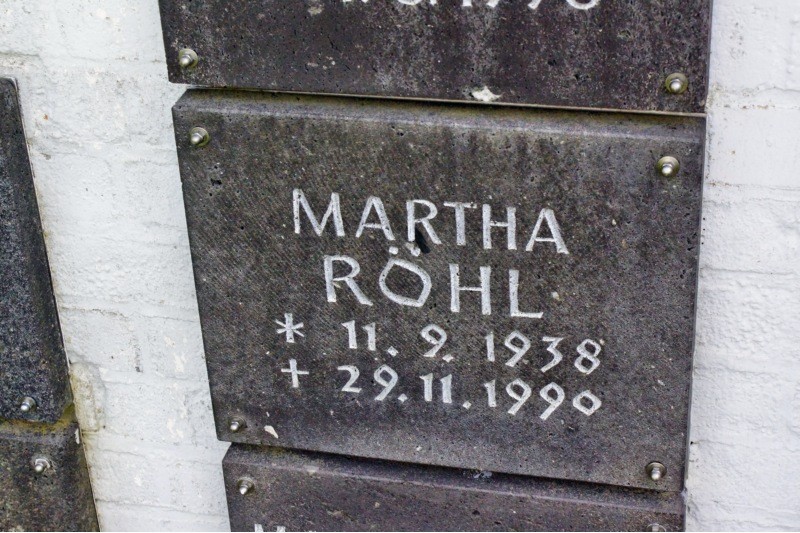 MARTHA
RÖHL
* 11. 9. 1938
+ 29.11.1990